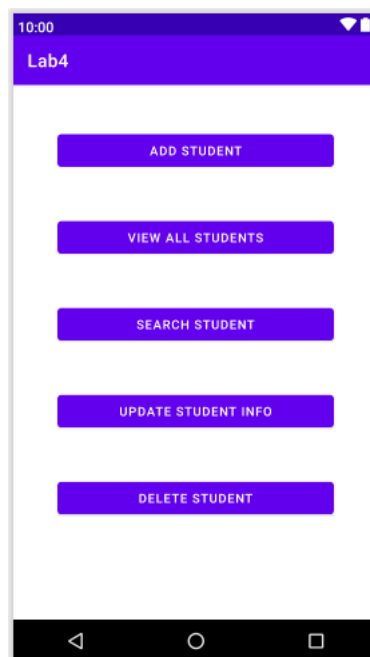 10:00
Lab4
ADD STUDENT
VIEW ALL STUDENTS
SEARCH STUDENT
UPDATE STUDENT INFO
DELETE STUDENT